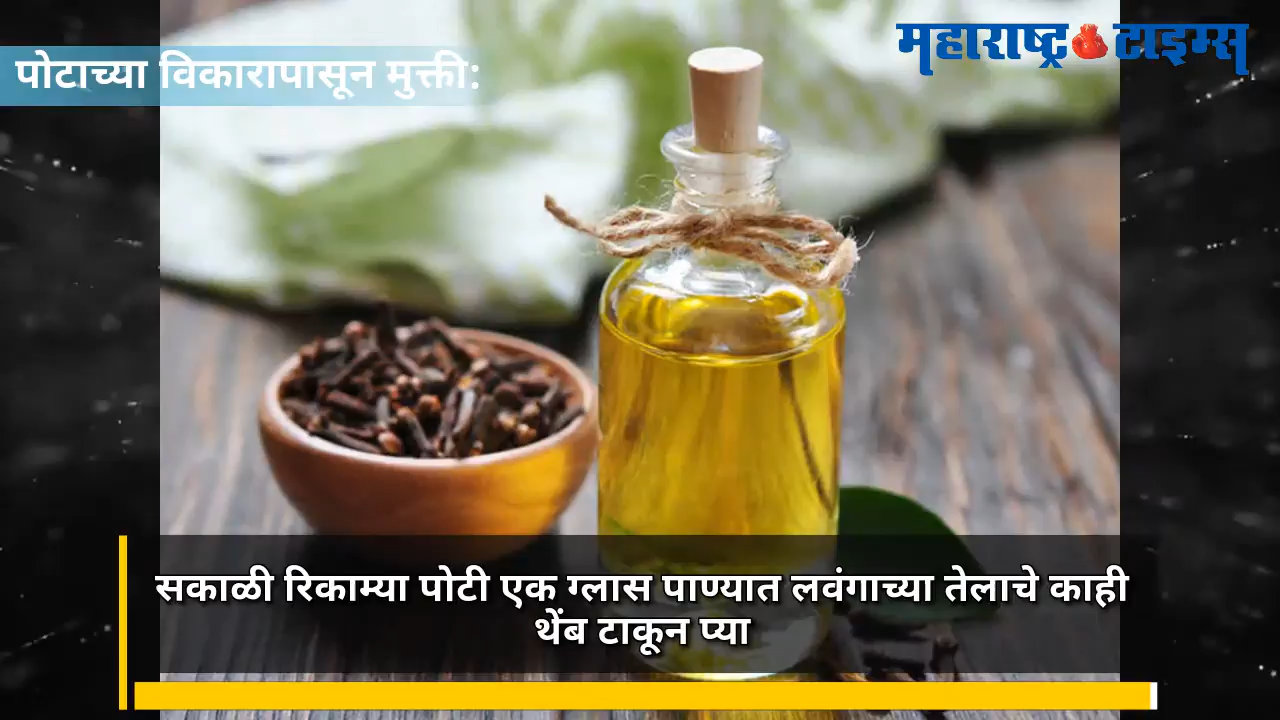 महाराष्ट्र टाइम्स
पोटाच्या विकारापासून मुक्ती:
सकाळी रिकाम्या पोटी एक ग्लास पाण्यात लवंगाच्या तेलाचे काही
थेंब टाकून प्या